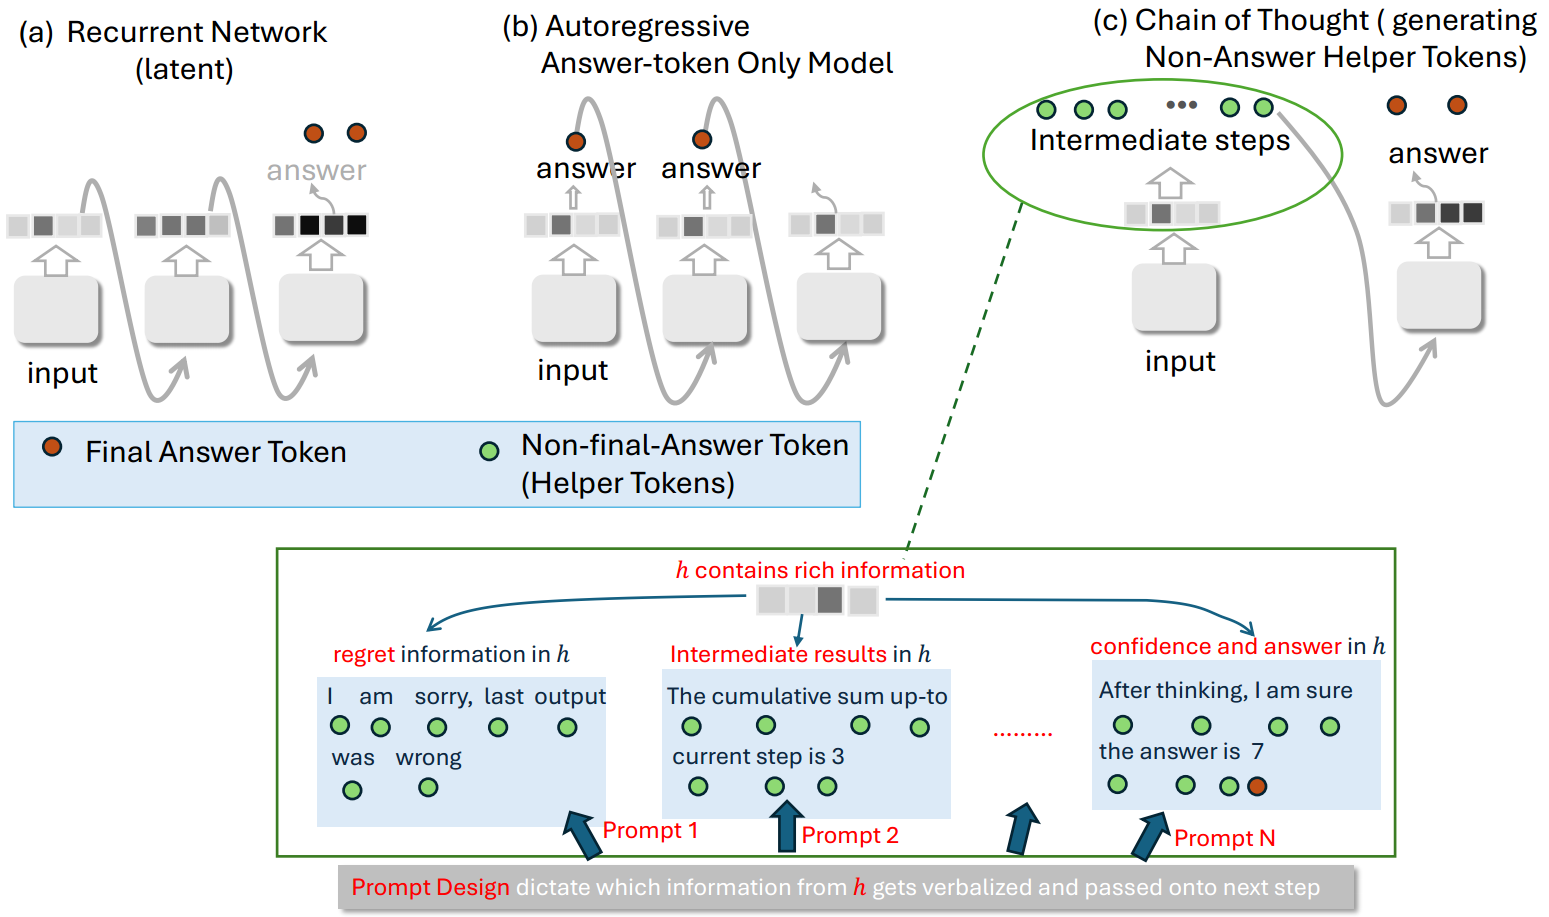 (a) Recurrent Network
(latent)
answer
input
(b) Autoregressive
Answer-token Only Model
answer
answer
input
(c) Chain of Thought ( generating
Non-Answer Helper Tokens)
Intermediate steps
answer
input
Final Answer Token
Non-final-Answer Token
(Helper Tokens)
h contains rich information
regret information in h
I am sorry, last output
was wrong
Prompt 1
Intermediate results in h
The cumulative sum up-to
current step is 3
Prompt 2
.........
confidence and answer in h
After thinking, I am sure
the answer is 7
Prompt N
Prompt Design dictate which information from h gets verbalized and passed onto next step